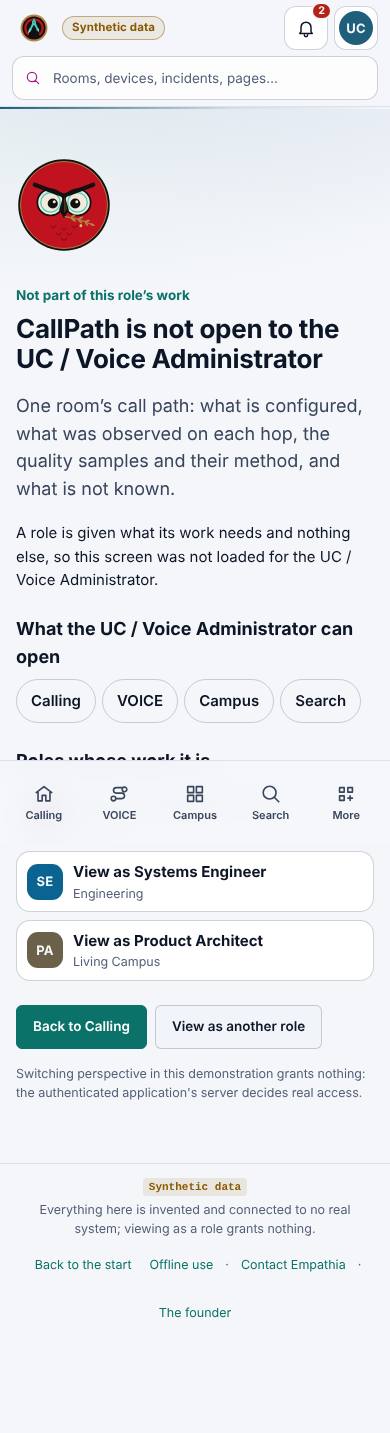 Synthetic data
2
UC
Rooms, devices, incidents, pages...
Not part of this role's work
CallPath is not open to the
UC / Voice Administrator
One room's call path: what is configured,
what was observed on each hop, the
quality samples and their method, and
what is not known.
A role is given what its work needs and nothing
else, so this screen was not loaded for the UC /
Voice Administrator.
What the UC / Voice Administrator can
open
Calling
VOICE
Campus
Search
Roles whose work it is
Calling
VOICE
Campus
Search
More
SE
View as Systems Engineer
Engineering
PA
View as Product Architect
Living Campus
Back to Calling
View as another role
Switching perspective in this demonstration grants nothing:
the authenticated application's server decides real access.
Synthetic data
Everything here is invented and connected to no real
system; viewing as a role grants nothing.
Back to the start Offline use · Contact Empathia ·
The founder